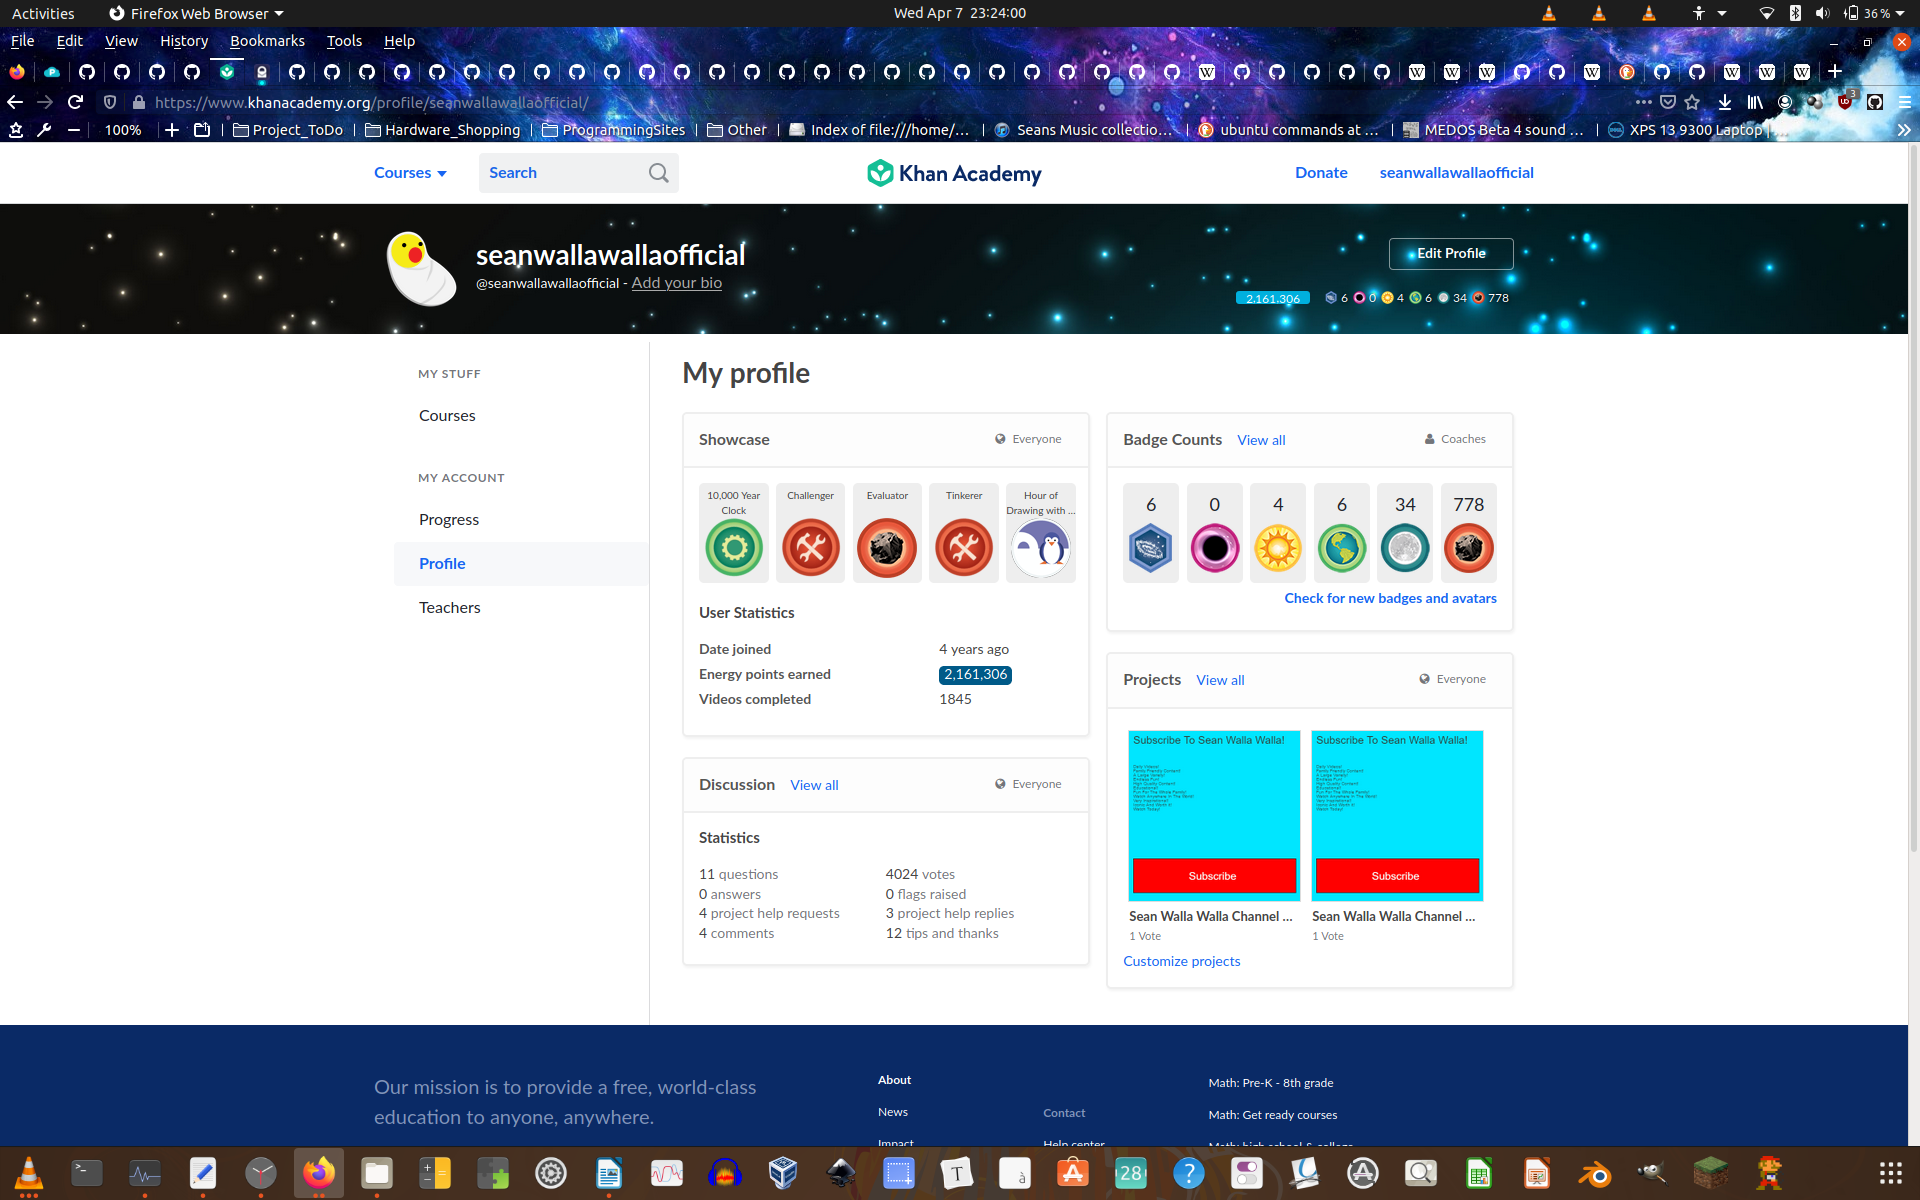 Activities
Firefox Web Browser
Wed Apr 7 23:24:00
36 %
File Edit View History Bookmarks Tools Help
https://www.khanacademy.org/profile/seanwallawallaofficial/
3
100%
Project_ToDo
Hardware_Shopping
ProgrammingSites
Other
Index of file:///home/...
Seans Music collectio...
ubuntu commands at ...
MEDOS Beta 4 sound ...
XPS 13 9300 Laptop | ...
Courses
Search
Khan Academy
Donate
seanwallawallaofficial
seanwallawallaofficial
@seanwallawallaofficial - Add your bio
Edit Profile
2,161,306 6 0 4 6 34 778
MY STUFF
Courses
MY ACCOUNT
Progress
Profile
Teachers
My profile
Showcase
Everyone
10,000 Year Clock
Challenger
Evaluator
Tinkerer
Hour of Drawing with ...
User Statistics
Date joined 4 years ago
Energy points earned 2,161,306
Videos completed 1845
Discussion View all
Everyone
Statistics
11 questions 4024 votes
0 answers 0 flags raised
4 project help requests 3 project help replies
4 comments 12 tips and thanks
Badge Counts View all
Coaches
6 0 4 6 34 778
Check for new badges and avatars
Projects View all
Everyone
Subscribe To Sean Walla Walla!
Subscribe
Sean Walla Walla Channel ...
1 Vote
Subscribe To Sean Walla Walla!
Subscribe
Sean Walla Walla Channel ...
1 Vote
Customize projects
Our mission is to provide a free, world-class
education to anyone, anywhere.
About
News
Impact
Contact
Help center
Math: Pre-K - 8th grade
Math: Get ready courses
Math: high school & college
28